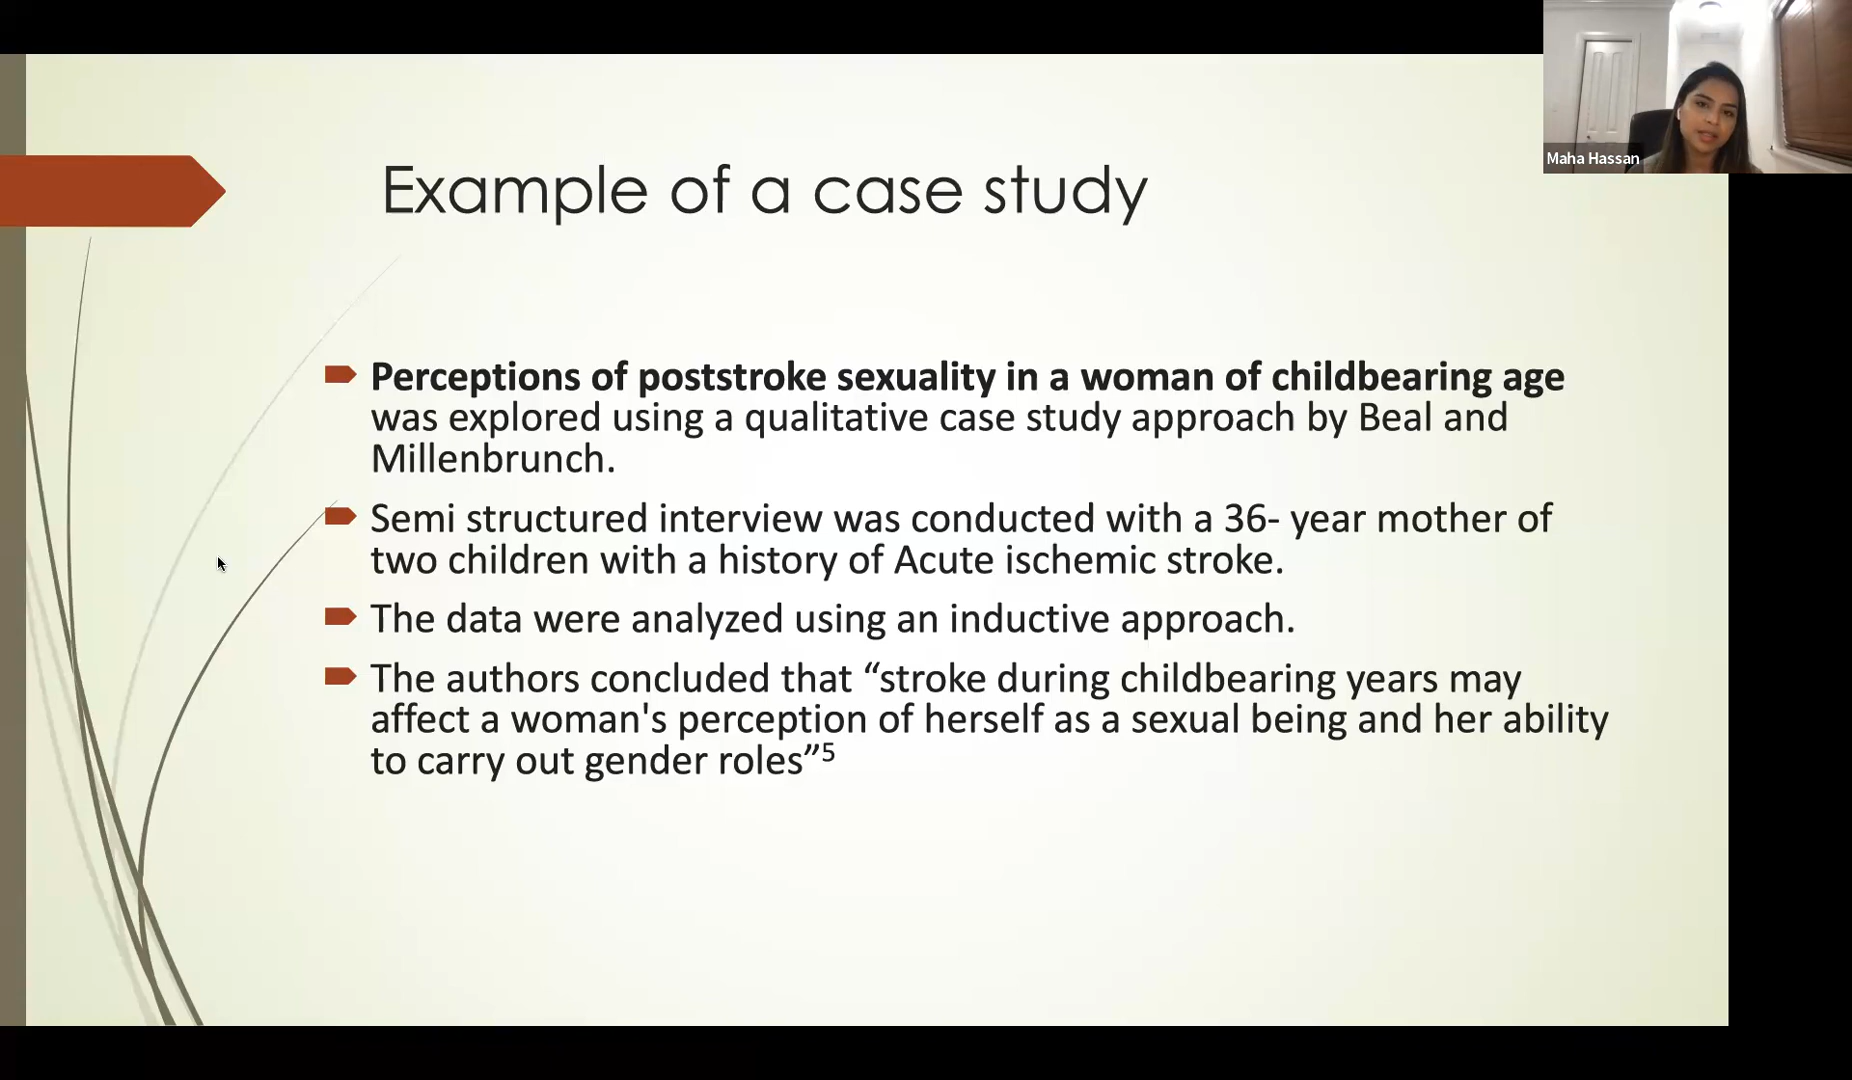 Maha Hassan
Example of a case study
Perceptions of poststroke sexuality in a woman of childbearing age
was explored using a qualitative case study approach by Beal and
Millenbrunch.
Semi structured interview was conducted with a 36- year mother of
two children with a history of Acute ischemic stroke.
The data were analyzed using an inductive approach.
The authors concluded that “stroke during childbearing years may
affect a woman's perception of herself as a sexual being and her ability
to carry out gender roles”⁵